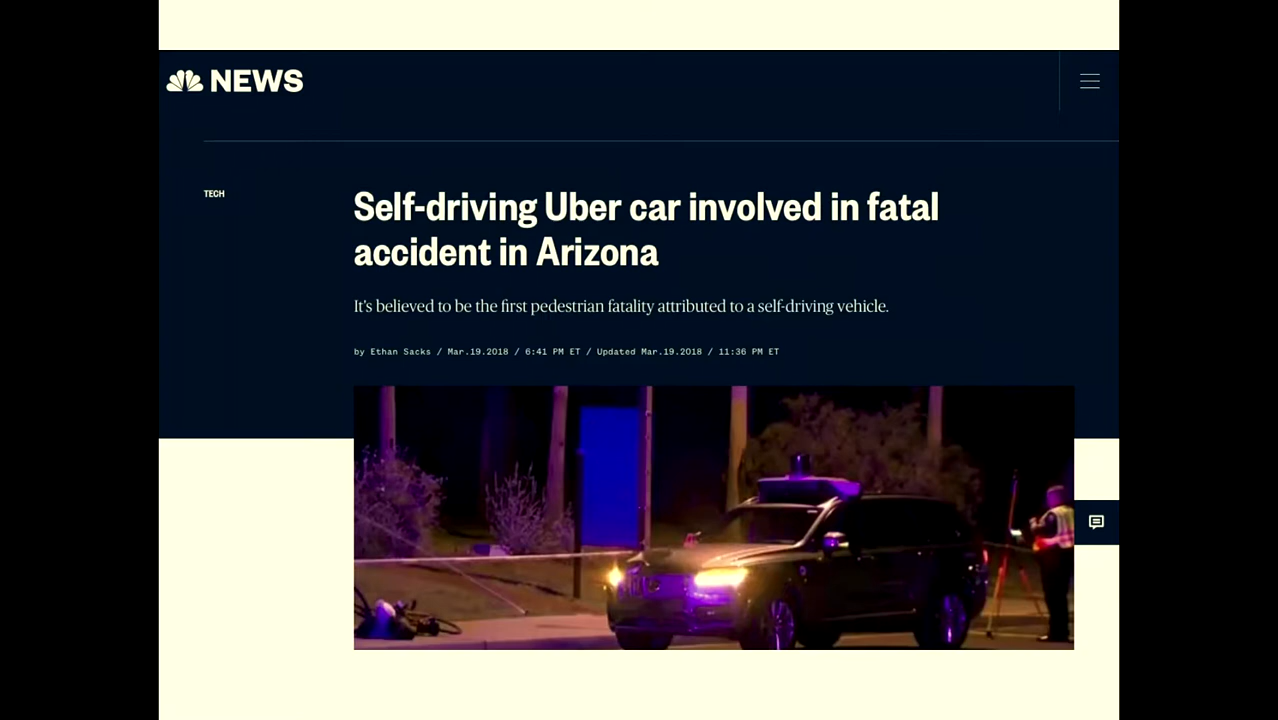 NEWS
TECH
Self-driving Uber car involved in fatal
accident in Arizona
It's believed to be the first pedestrian fatality attributed to a self-driving vehicle.
by Ethan Sacks / Mar.19.2018 / 6:41 PM ET / Updated Mar.19.2018 / 11:36 PM ET